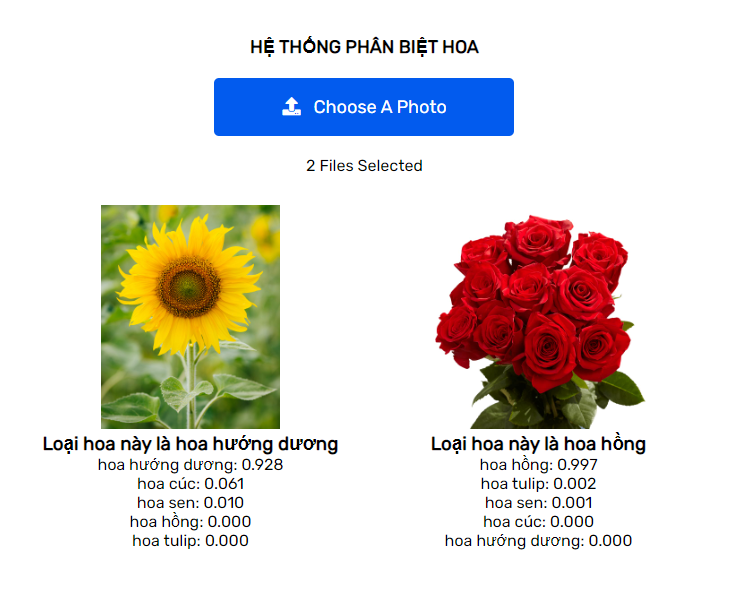 HỆ THỐNG PHÂN BIỆT HOA
Choose A Photo
2 Files Selected
Loại hoa này là hoa hướng dương
hoa hướng dương: 0.928
hoa cúc: 0.061
hoa sen: 0.010
hoa hồng: 0.000
hoa tulip: 0.000
Loại hoa này là hoa hồng
hoa hồng: 0.997
hoa tulip: 0.002
hoa sen: 0.001
hoa cúc: 0.000
hoa hướng dương: 0.000